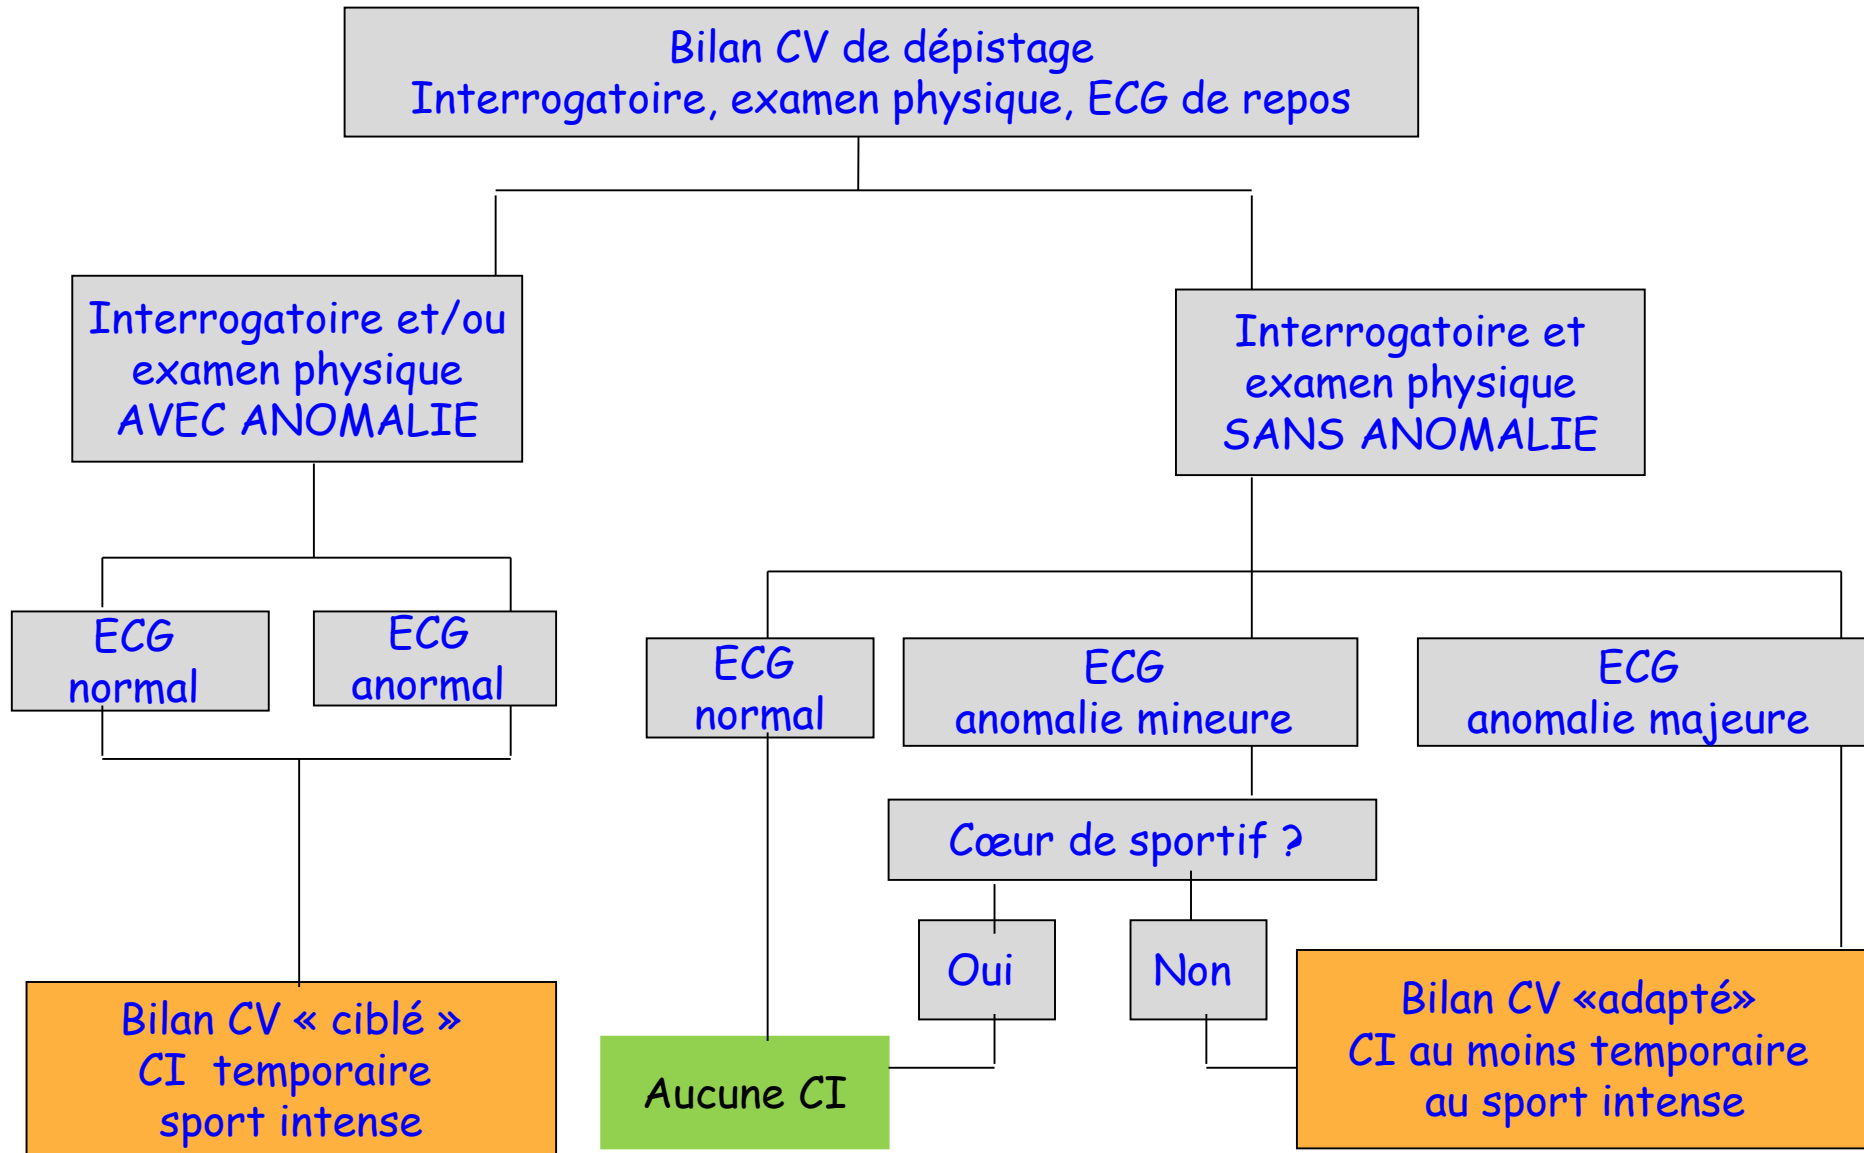 Bilan CV de dépistage
Interrogatoire, examen physique, ECG de repos
Interrogatoire et/ou
examen physique
AVEC ANOMALIE
Interrogatoire et
examen physique
SANS ANOMALIE
ECG
normal
ECG
anormal
ECG
normal
ECG
anomalie mineure
ECG
anomalie majeure
Cœur de sportif ?
Oui
Non
Bilan CV « ciblé »
CI temporaire
sport intense
Aucune CI
Bilan CV «adapté»
CI au moins temporaire
au sport intense